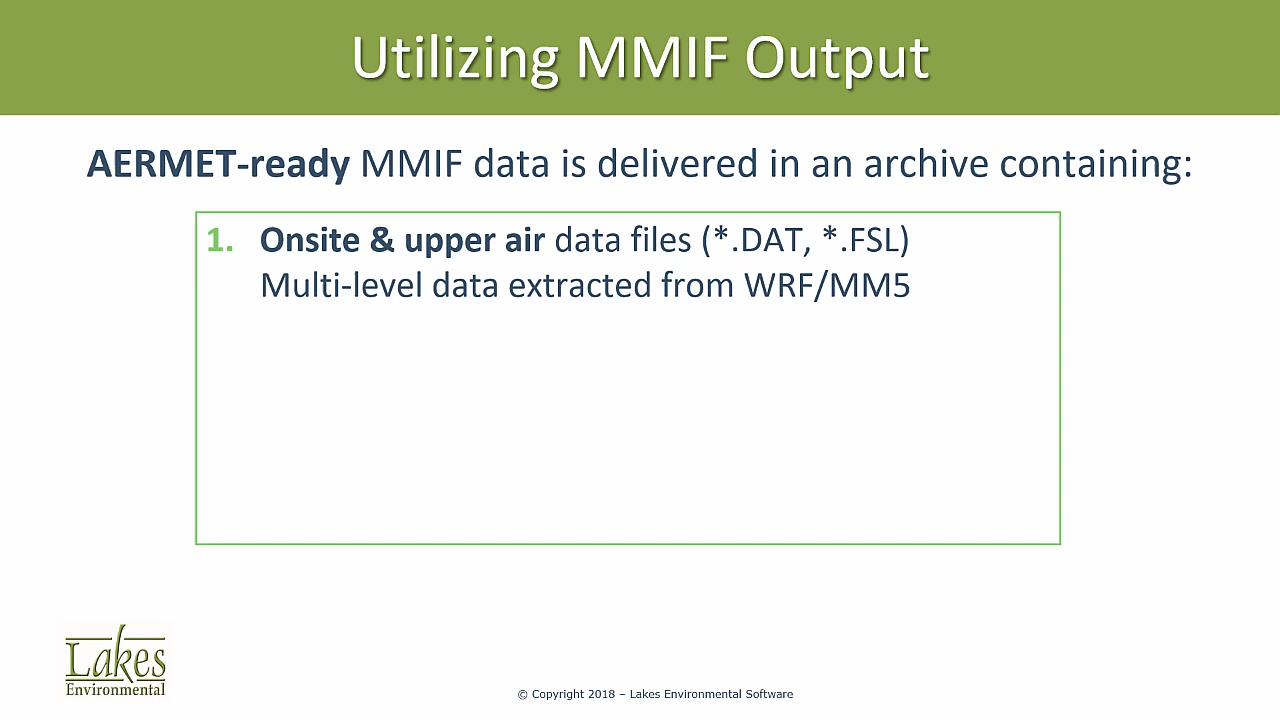 Utilizing MMIF Output
AERMET-ready MMIF data is delivered in an archive containing:
1. Onsite & upper air data files (*.DAT, *.FSL)
Multi-level data extracted from WRF/MM5
Lakes
Environmental
© Copyright 2018 – Lakes Environmental Software